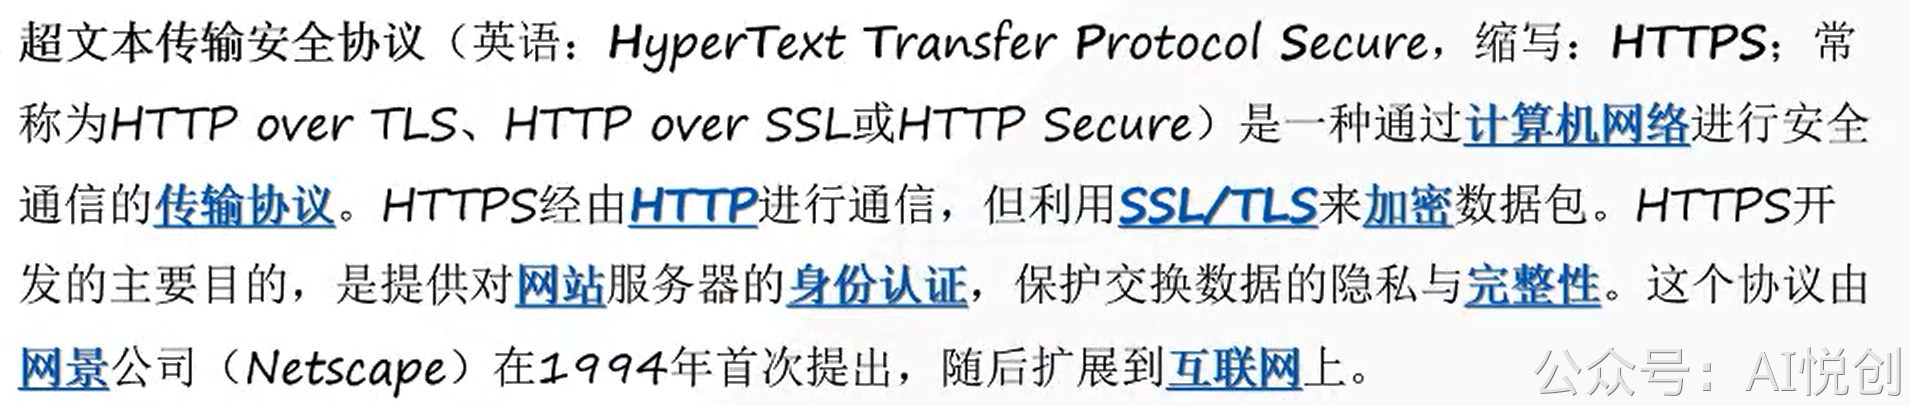 超文本传输安全协议（英语：HyperText Transfer Protocol Secure，缩写：HTTPS；常
称为HTTP over TLS、HTTP over SSL或HTTP Secure）是一种通过计算机网络进行安全
通信的传输协议。HTTPS经由HTTP进行通信，但利用SSL/TLS来加密数据包。HTTPS开
发的主要目的，是提供对网站服务器的身份认证，保护交换数据的隐私与完整性。这个协议由
网景公司（Netscape）在1994年首次提出，随后扩展到互联网上。
公众号：AI悦创